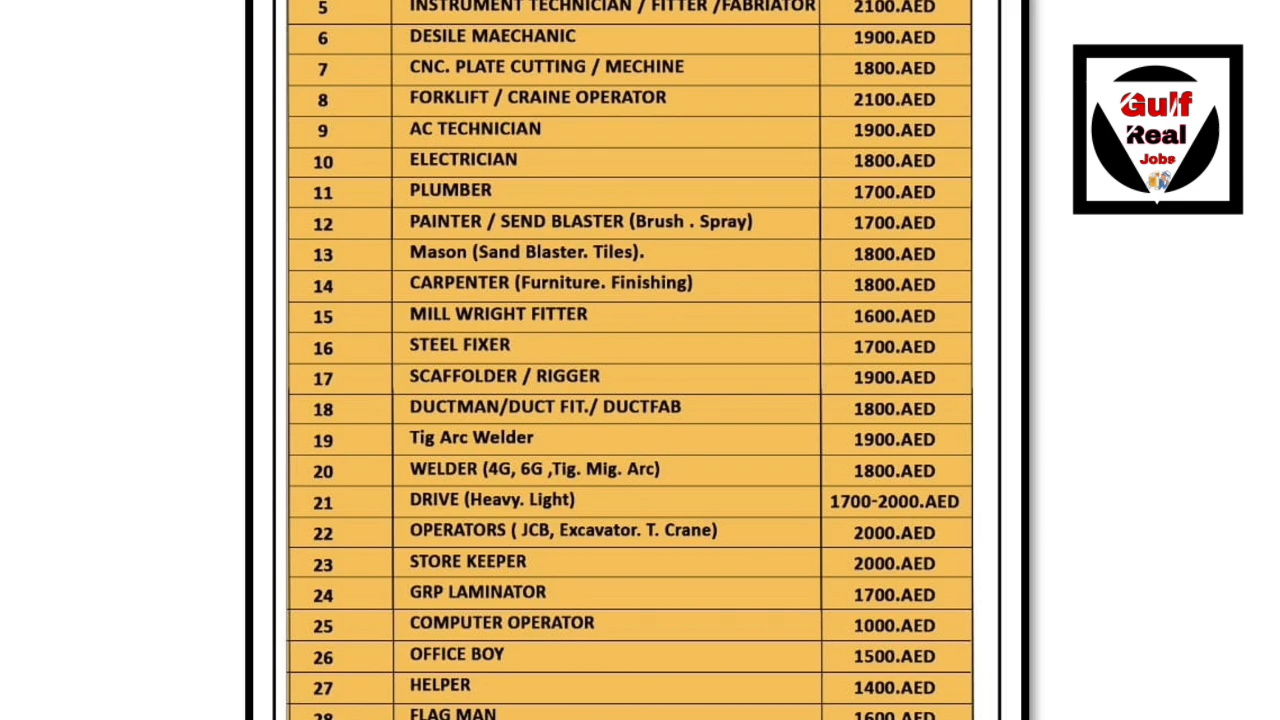 5 INSTRUMENT TECHNICIAN / FITTER /FABRIATOR 2100.AED
6 DESILE MAECHANIC 1900.AED
7 CNC. PLATE CUTTING / MECHINE 1800.AED
8 FORKLIFT / CRAINE OPERATOR 2100.AED
9 AC TECHNICIAN 1900.AED
10 ELECTRICIAN 1800.AED
11 PLUMBER 1700.AED
12 PAINTER / SEND BLASTER (Brush . Spray) 1700.AED
13 Mason (Sand Blaster. Tiles). 1800.AED
14 CARPENTER (Furniture. Finishing) 1800.AED
15 MILL WRIGHT FITTER 1600.AED
16 STEEL FIXER 1700.AED
17 SCAFFOLDER / RIGGER 1900.AED
18 DUCTMAN/DUCT FIT./ DUCTFAB 1800.AED
19 Tig Arc Welder 1900.AED
20 WELDER (4G, 6G ,Tig. Mig. Arc) 1800.AED
21 DRIVE (Heavy. Light) 1700-2000.AED
22 OPERATORS ( JCB, Excavator. T. Crane) 2000.AED
23 STORE KEEPER 2000.AED
24 GRP LAMINATOR 1700.AED
25 COMPUTER OPERATOR 1000.AED
26 OFFICE BOY 1500.AED
27 HELPER 1400.AED
28 FLAG MAN 1600.AED
Gulf
Real
Jobs